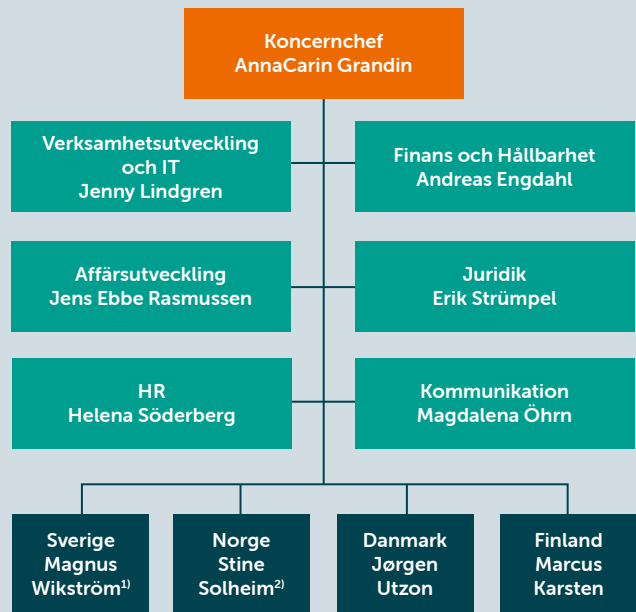 Koncernchef
AnnaCarin Grandin
Verksamhetsutveckling
och IT
Jenny Lindgren
Finans och Hållbarhet
Andreas Engdahl
Affärsutveckling
Jens Ebbe Rasmussen
Juridik
Erik Strümpel
HR
Helena Söderberg
Kommunikation
Magdalena Öhrn
Sverige
Magnus
Wikström¹⁾
Norge
Stine
Solheim²⁾
Danmark
Jørgen
Utzon
Finland
Marcus
Karsten